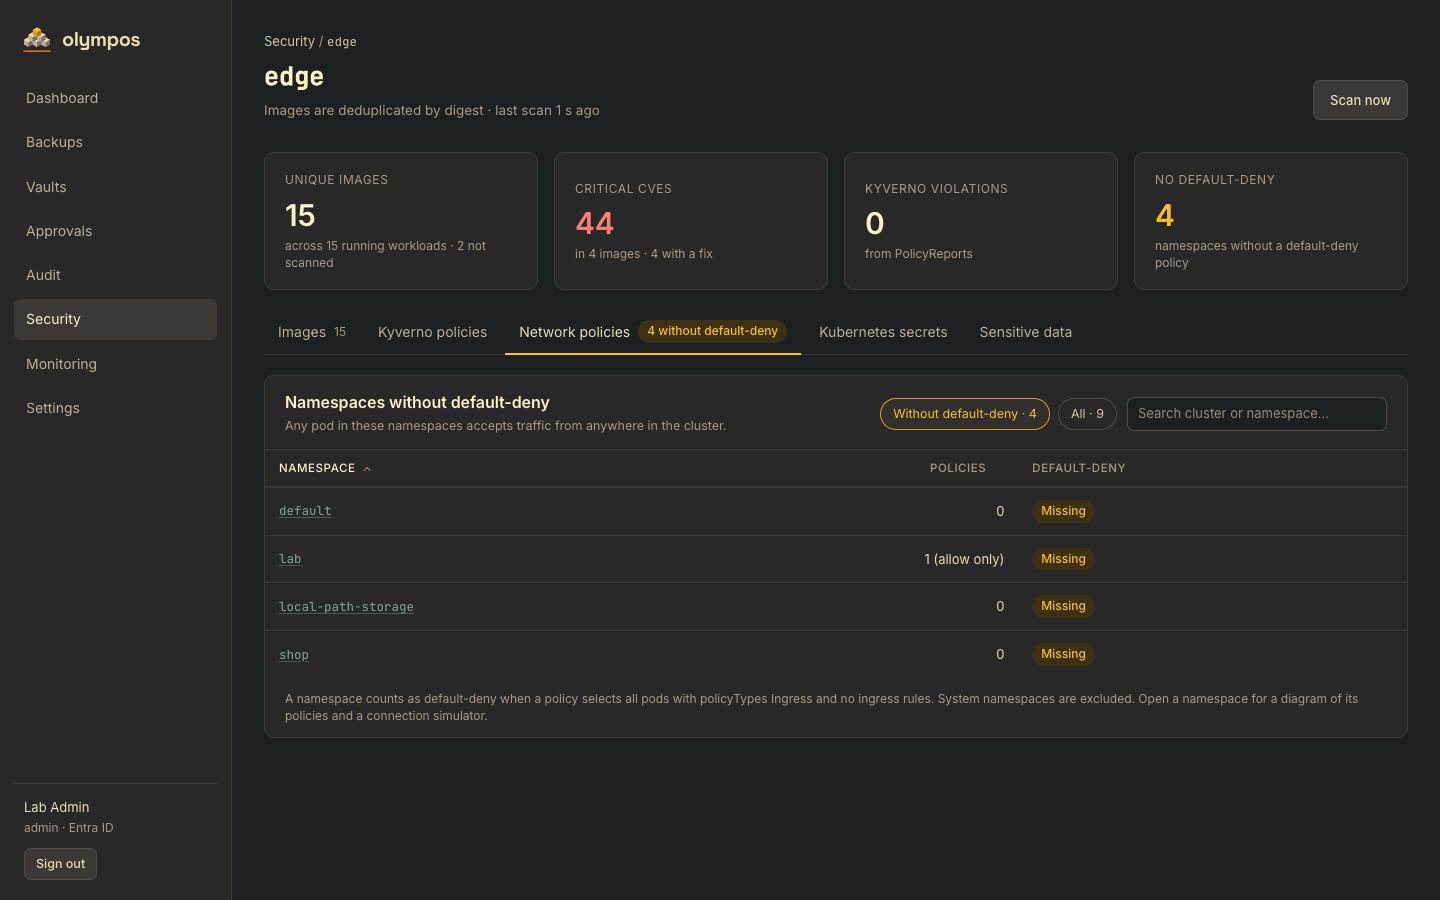 olympos
Dashboard
Backups
Vaults
Approvals
Audit
Security
Monitoring
Settings
Lab Admin
admin · Entra ID
Sign out
Security / edge
edge
Images are deduplicated by digest · last scan 1 s ago
Scan now
UNIQUE IMAGES
15
across 15 running workloads · 2 not
scanned
CRITICAL CVES
44
in 4 images · 4 with a fix
KYVERNO VIOLATIONS
0
from PolicyReports
NO DEFAULT-DENY
4
namespaces without a default-deny
policy
Images 15 Kyverno policies Network policies 4 without default-deny Kubernetes secrets Sensitive data
Namespaces without default-deny
Any pod in these namespaces accepts traffic from anywhere in the cluster.
Without default-deny · 4 All · 9 Search cluster or namespace...
NAMESPACE POLICIES DEFAULT-DENY
default 0 Missing
lab 1 (allow only) Missing
local-path-storage 0 Missing
shop 0 Missing
A namespace counts as default-deny when a policy selects all pods with policyTypes Ingress and no ingress rules. System namespaces are excluded. Open a namespace for a diagram of its
policies and a connection simulator.